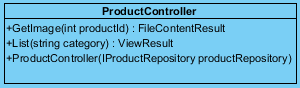 ProductController
+GetImage(int productId) : FileContentResult
+List(string category) : ViewResult
+ProductController(IProductRepository productRepository)